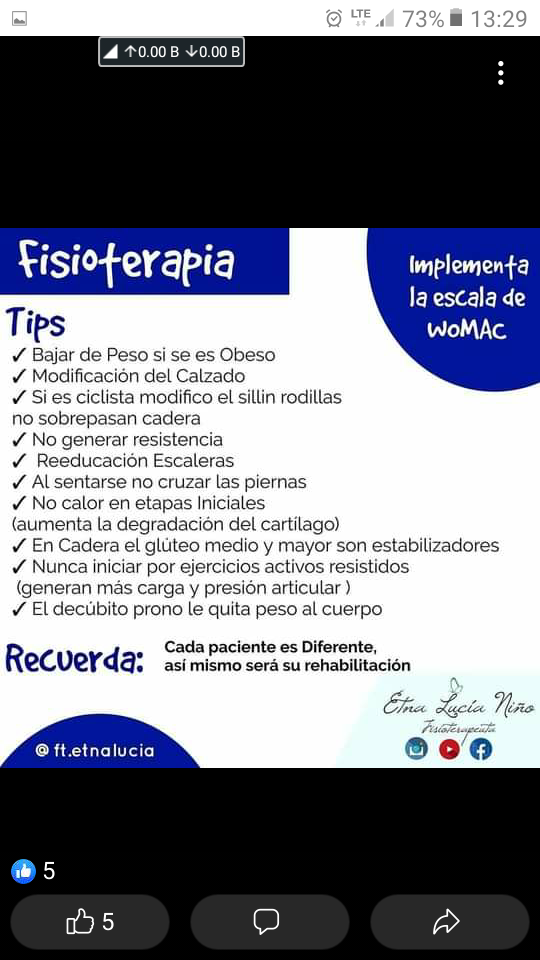 LTE 73% 13:29
↑0.00 B ↓0.00 B
Fisioterapia
Implementa
la escala de
WOMAC
Tips
✓ Bajar de Peso si se es Obeso
✓ Modificación del Calzado
✓ Si es ciclista modifico el sillin rodillas
no sobrepasan cadera
✓ No generar resistencia
✓ Reeducación Escaleras
✓ Al sentarse no cruzar las piernas
✓ No calor en etapas Iniciales
(aumenta la degradación del cartílago)
✓ En Cadera el glúteo medio y mayor son estabilizadores
✓ Nunca iniciar por ejercicios activos resistidos
(generan más carga y presión articular )
✓ El decúbito prono le quita peso al cuerpo
Recuerda:
Cada paciente es Diferente,
así mismo será su rehabilitación
Etna Lucía Niño
Fisioterapeuta
@ft.etnalucia
5
5